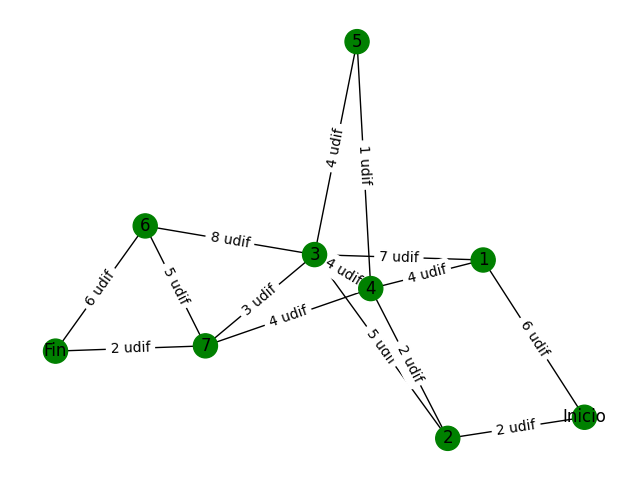 5
4 udif
1 udif
6
8 udif
3
7 udif
1
4 udif
4 udif
4
6 udif
5 udif
3 udif
4 udif
6 udif
Fin
2 udif
7
5
2 udif
2
2 udif
Inicio